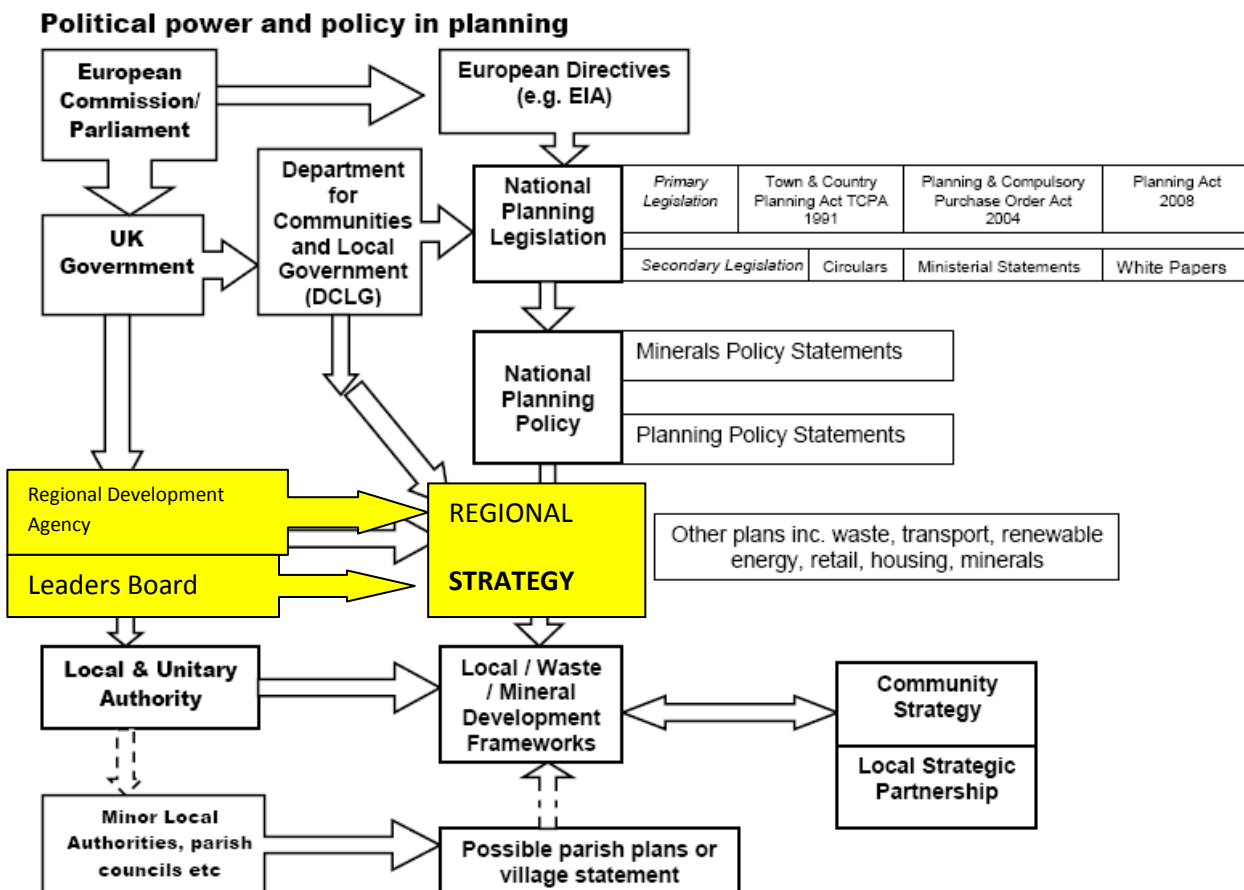 Political power and policy in planning
European
Commission/
Parliament
European Directives
(e.g. EIA)
Department
for
Communities
and Local
Government
(DCLG)
National
Planning
Legislation
Primary
Legislation
Town & Country
Planning Act TCPA
1991
Planning & Compulsory
Purchase Order Act
2004
Planning Act
2008
UK
Government
Secondary Legislation
Circulars
Ministerial Statements
White Papers
National
Planning
Policy
Minerals Policy Statements
Planning Policy Statements
Regional Development
Agency
REGIONAL
STRATEGY
Other plans inc. waste, transport, renewable
energy, retail, housing, minerals
Leaders Board
Local & Unitary
Authority
Local / Waste
/ Mineral
Development
Frameworks
Community
Strategy
Local Strategic
Partnership
Minor Local
Authorities, parish
councils etc
Possible parish plans or
village statement